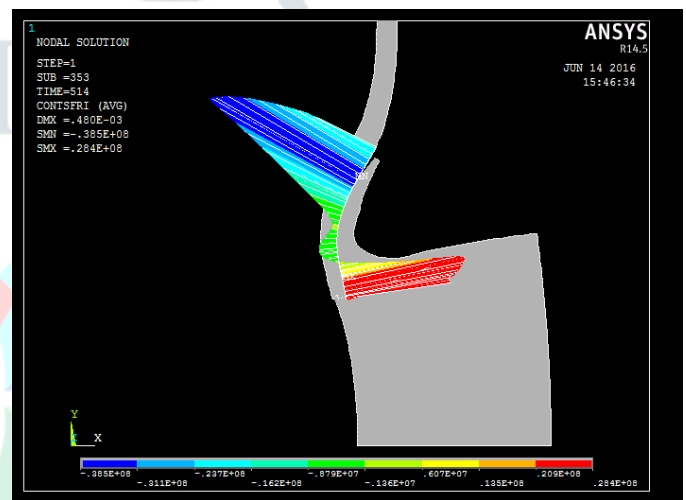 1
NODAL SOLUTION
STEP=1
SUB =353
TIME=514
CONTSFRI (AVG)
DMX =.480E-03
SMN =-.385E+08
SMX =.284E+08
ANSYS
R14.5
JUN 14 2016
15:46:34
MN
Y
X
-.385E+08 -.237E+08 -.879E+07 .607E+07 .209E+08
-.311E+08 -.162E+08 -.136E+07 .135E+08 .284E+08